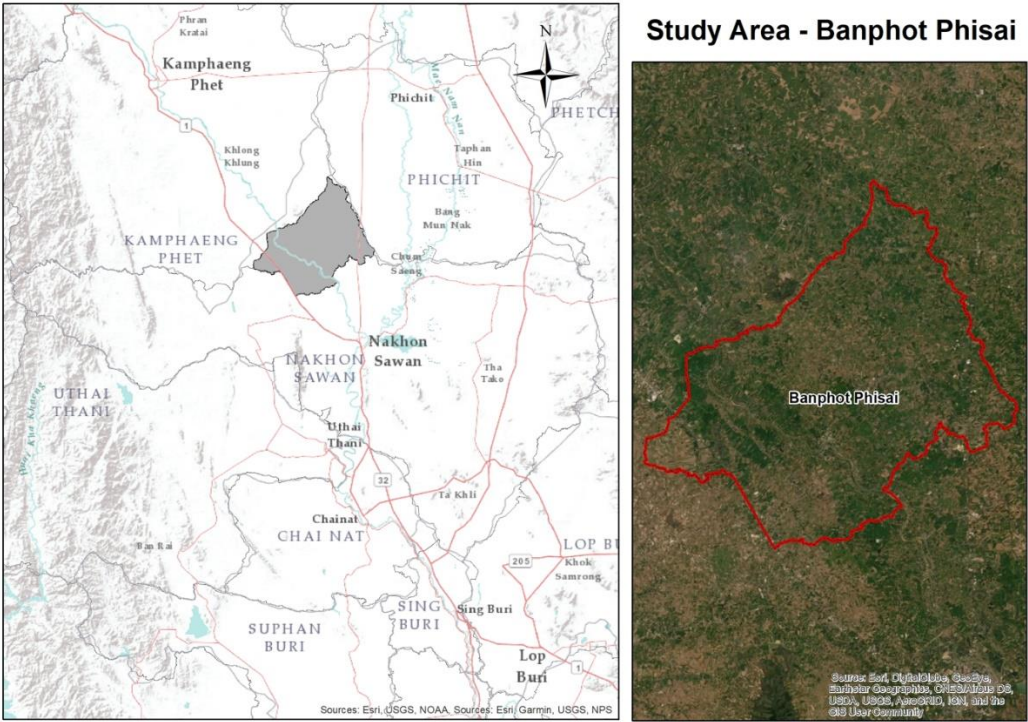 Study Area - Banphot Phisai
Phran
Kratai
Kamphaeng
Phet
N
Phichit
Mae Nam Nan
PHETCH
1
Taphan
Hin
Khlong
Khlung
PHICHIT
Bang
Mun Nak
KAMPHAENG
PHET
Chum
Saeng
Nakhon
Sawan
NAKHON
SAWAN
Tha
Tako
UTHAI
THANI
Uthai
Thani
32
Ta Khli
Chainat
CHAI NAT
Ban Rai
LOP BU
205
Khok
Samrong
SING
BURI
Sing Buri
SUPHAN
BURI
Lop
Buri
1
Sources: Esri, USGS, NOAA, Sources: Esri, Garmin, USGS, NPS
Banphot Phisai
Source: Esri, DigitalGlobe, GeoEye,
Earthstar Geographics, CNES/Airbus DS,
USDA, USGS, AeroGRID, IGN, and the
GIS User Community